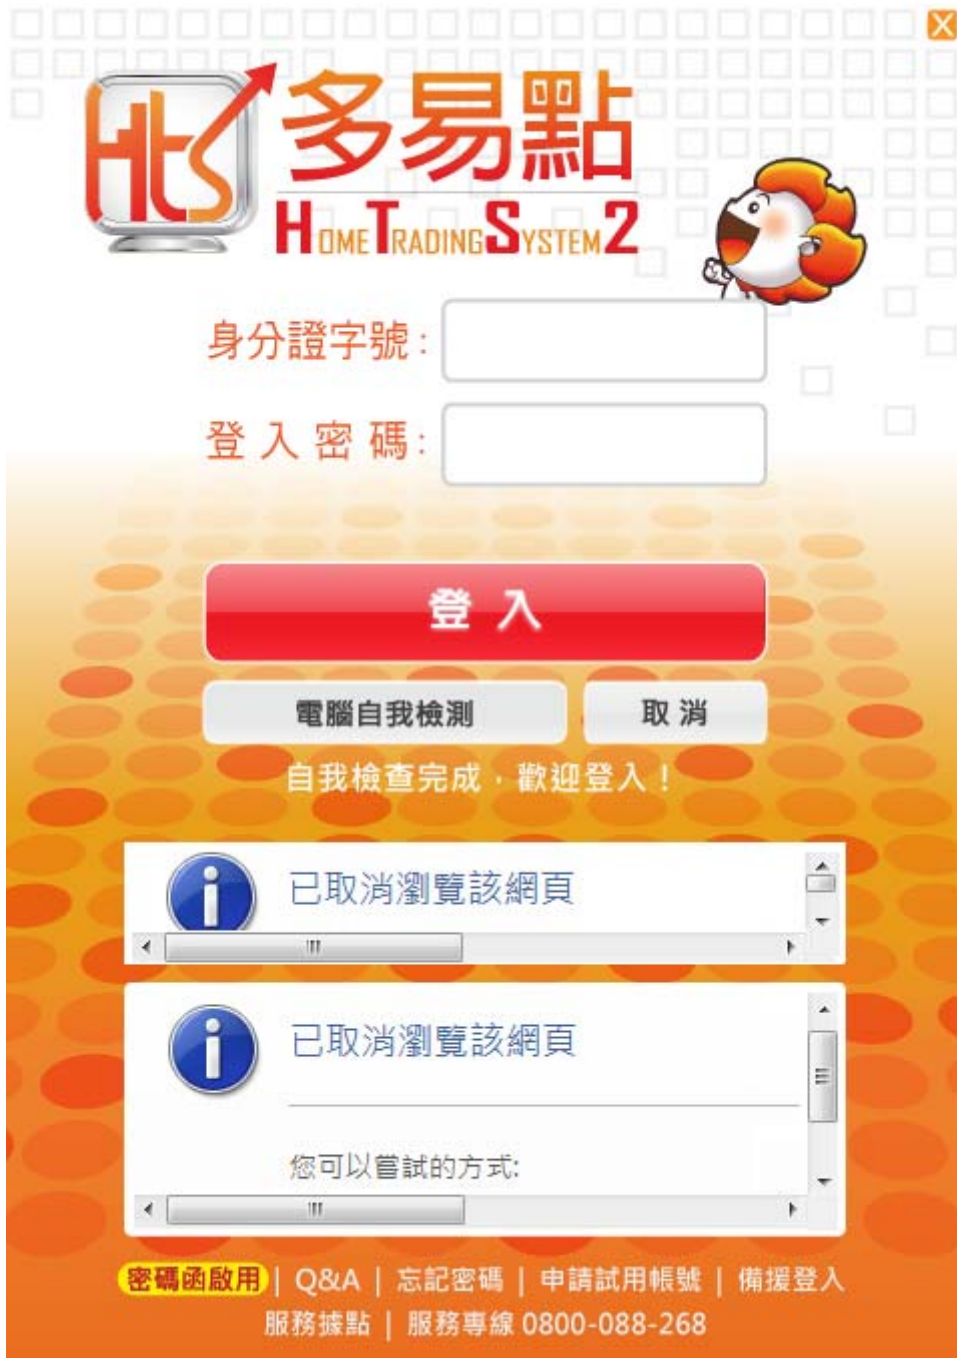 Hts 多易點
HOME TRADING SYSTEM 2
身分證字號:
登入密碼:
登入
電腦自我檢測 取消
自我檢查完成,歡迎登入!
已取消瀏覽該網頁
已取消瀏覽該網頁
您可以嘗試的方式:
密碼函啟用 | Q&A | 忘記密碼 | 申請試用帳號 | 備援登入
服務據點 | 服務專線 0800-088-268